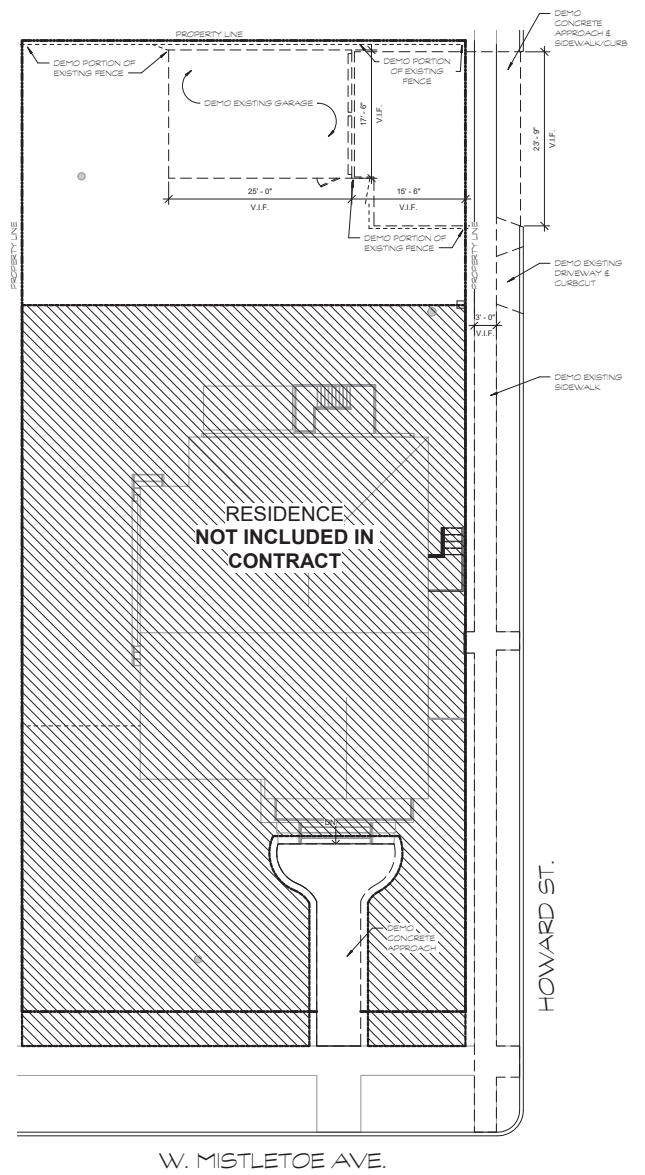 DEMO
CONCRETE
APPROACH &
SIDEWALK/CURB
PROPERTY LINE
DEMO PORTION OF
EXISTING FENCE
DEMO PORTION
OF EXISTING
FENCE
DEMO EXISTING GARAGE
17' - 6"
V.I.F.
23' - 9"
V.I.F.
25' - 0"
V.I.F.
15' - 6"
V.I.F.
DEMO PORTION OF
EXISTING FENCE
PROPERTY LINE
PROPERTY LINE
DEMO EXISTING
DRIVEWAY &
CURBCUT
3' - 0"
V.I.F.
DEMO EXISTING
SIDEWALK
RESIDENCE
NOT INCLUDED IN
CONTRACT
DN
DEMO
CONCRETE
APPROACH
HOWARD ST.
W. MISTLETOE AVE.